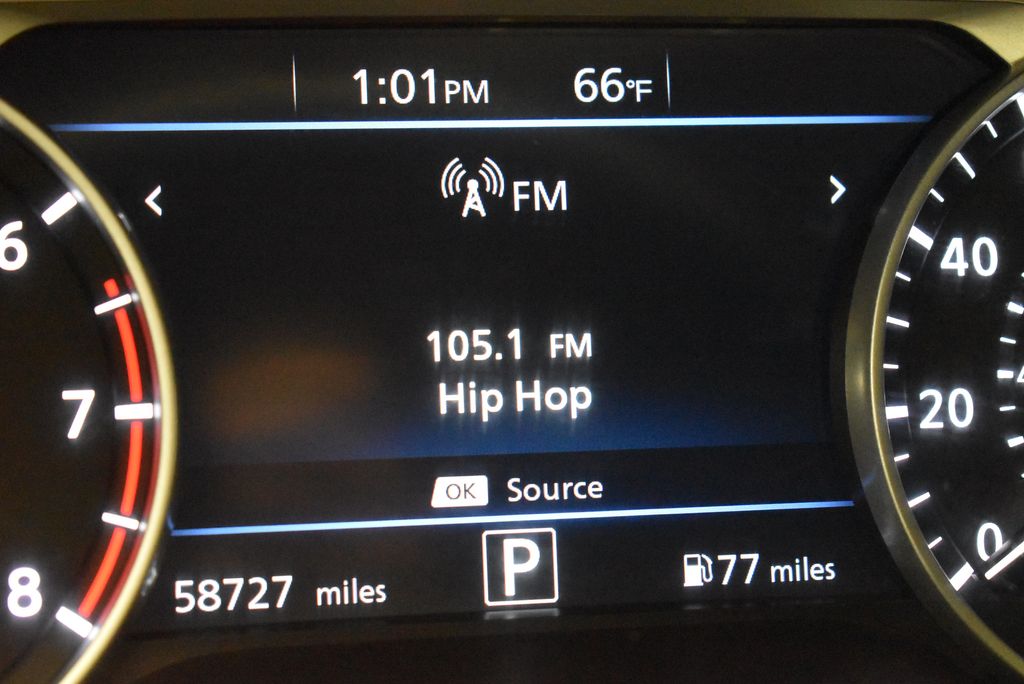 1:01PM 66°F
< FM >
105.1 FM
Hip Hop
OK Source
58727 miles P 77 miles
6
7
8
40
20
0